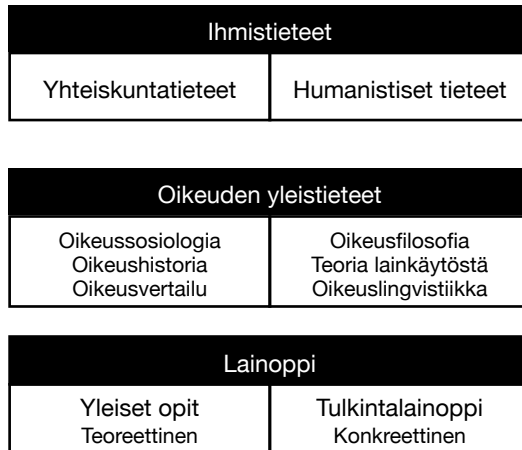 Ihmistieteet
Yhteiskuntatieteet
Humanistiset tieteet
Oikeuden yleistieteet
Oikeussosiologia
Oikeushistoria
Oikeusvertailu
Oikeusfilosofia
Teoria lainkäytöstä
Oikeuslingvistiikka
Lainoppi
Yleiset opit
Teoreettinen
Tulkintalainoppi
Konkreettinen